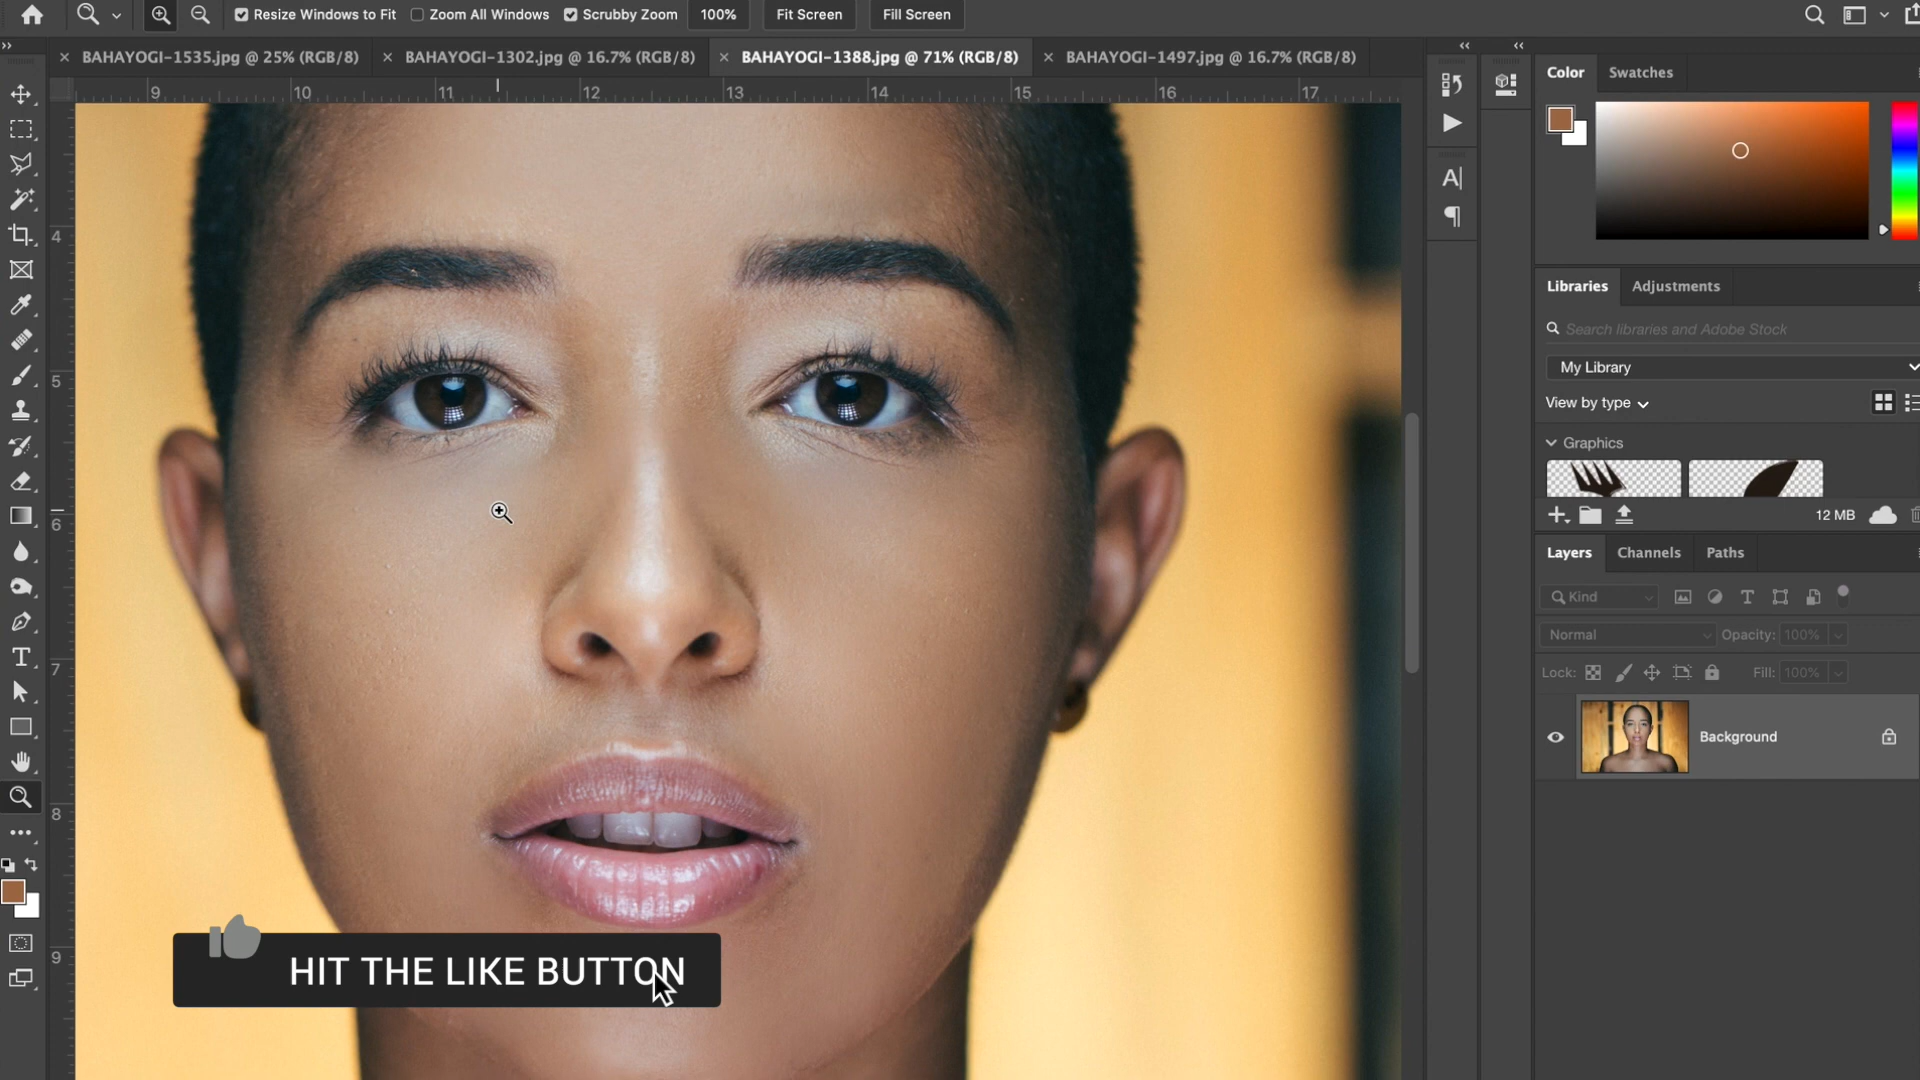 Resize Windows to Fit Zoom All Windows Scrubby Zoom 100% Fit Screen Fill Screen
BAHAYOGI-1535.jpg @ 25% (RGB/8) BAHAYOGI-1302.jpg @ 16.7% (RGB/8) BAHAYOGI-1388.jpg @ 71% (RGB/8) BAHAYOGI-1497.jpg @ 16.7% (RGB/8)
9 10 11 12 13 14 15 16 17
4
5
6
7
8
9
Color Swatches
Libraries Adjustments
Search libraries and Adobe Stock
My Library
View by type
Graphics
12 MB
Layers Channels Paths
Kind
Normal Opacity: 100%
Lock: Fill: 100%
Background
HIT THE LIKE BUTTON